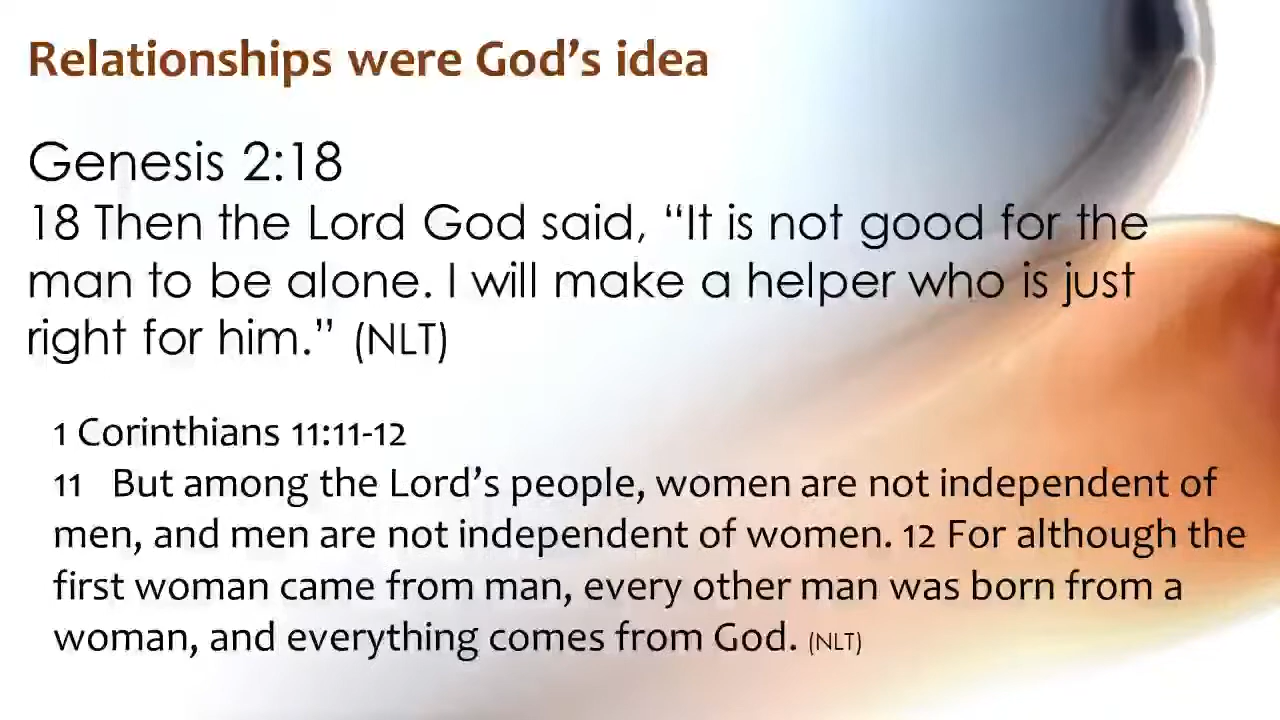 Relationships were God’s idea
Genesis 2:18
18 Then the Lord God said, “It is not good for the
man to be alone. I will make a helper who is just
right for him.” (NLT)
1 Corinthians 11:11-12
11 But among the Lord’s people, women are not independent of
men, and men are not independent of women. 12 For although the
first woman came from man, every other man was born from a
woman, and everything comes from God. (NLT)